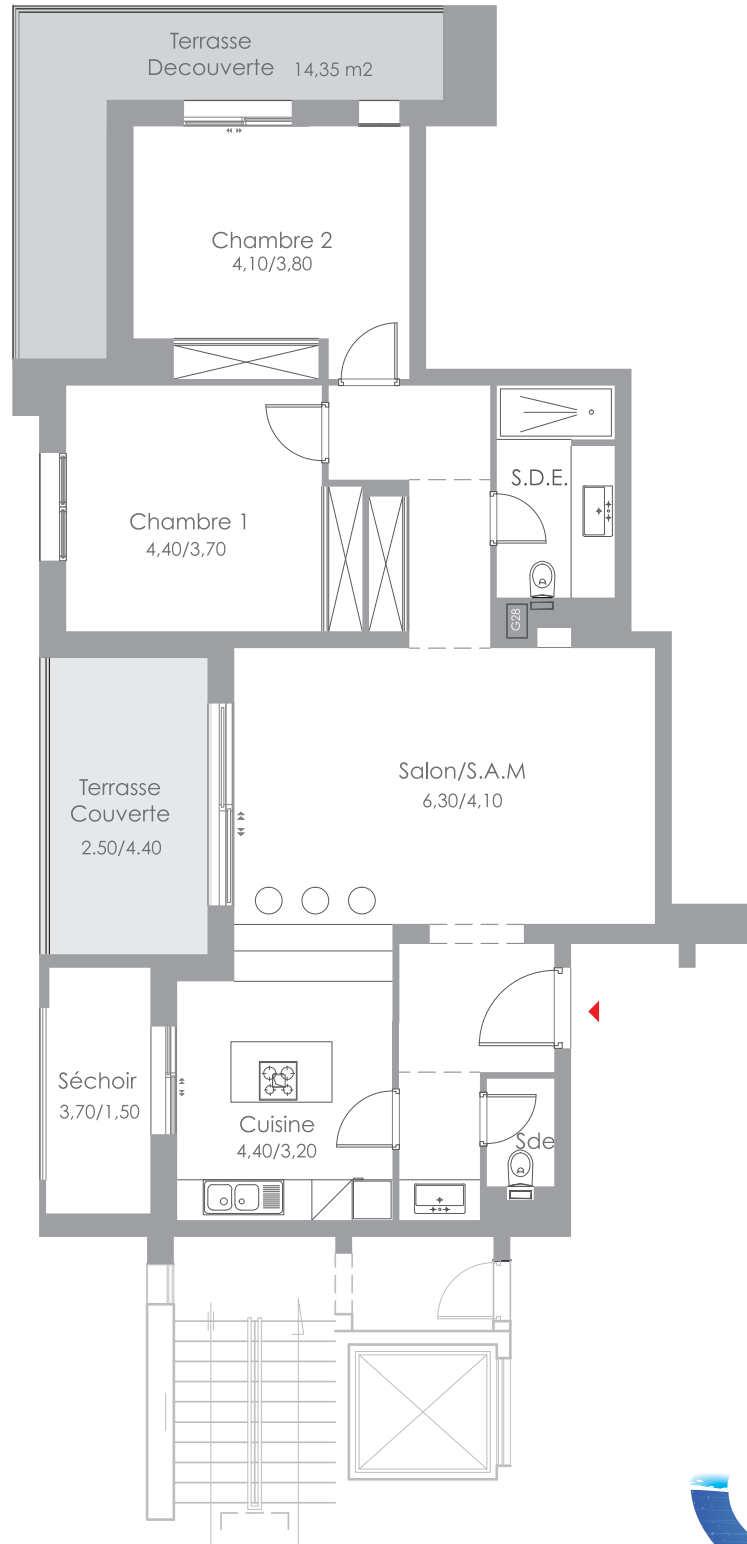 Terrasse
Decouverte 14,35 m2
Chambre 2
4,10/3,80
S.D.E.
Chambre 1
4,40/3,70
G28
Salon/S.A.M
6,30/4,10
Terrasse
Couverte
2.50/4.40
Séchoir
3,70/1,50
Cuisine
4,40/3,20
Sde